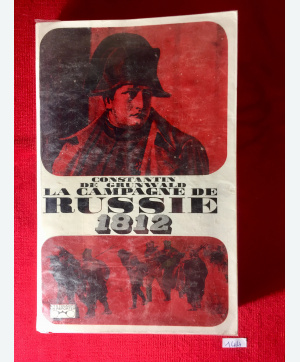 CONSTANTIN
DE GRUNWALD
LA CAMPAGNE DE
RUSSIE
1812